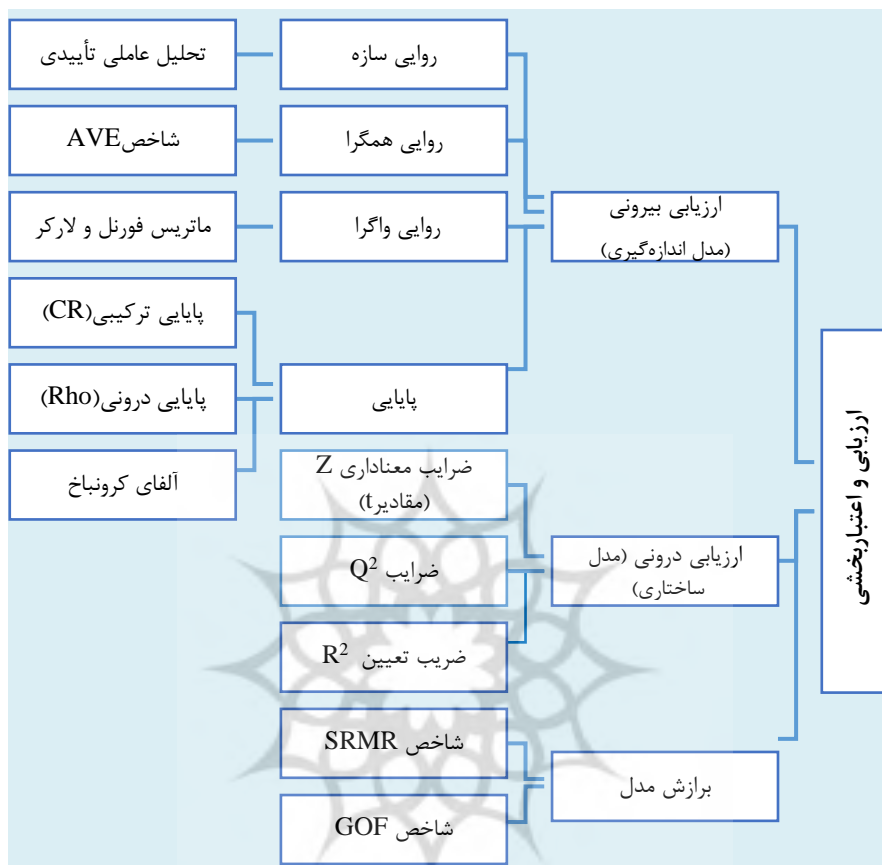 ارزیابی و اعتباربخشی
ارزیابی بیرونی
(مدل اندازه‌گیری)
روایی سازه
تحلیل عاملی تأییدی
روایی همگرا
شاخص AVE
روایی واگرا
ماتریس فورنل و لارکر
پایایی
پایایی ترکیبی(CR)
پایایی درونی(Rho)
آلفای کرونباخ
ارزیابی درونی (مدل
ساختاری)
ضرایب معناداری Z
(مقادیرt)
ضرایب Q²
ضریب تعیین R²
برازش مدل
شاخص SRMR
شاخص GOF